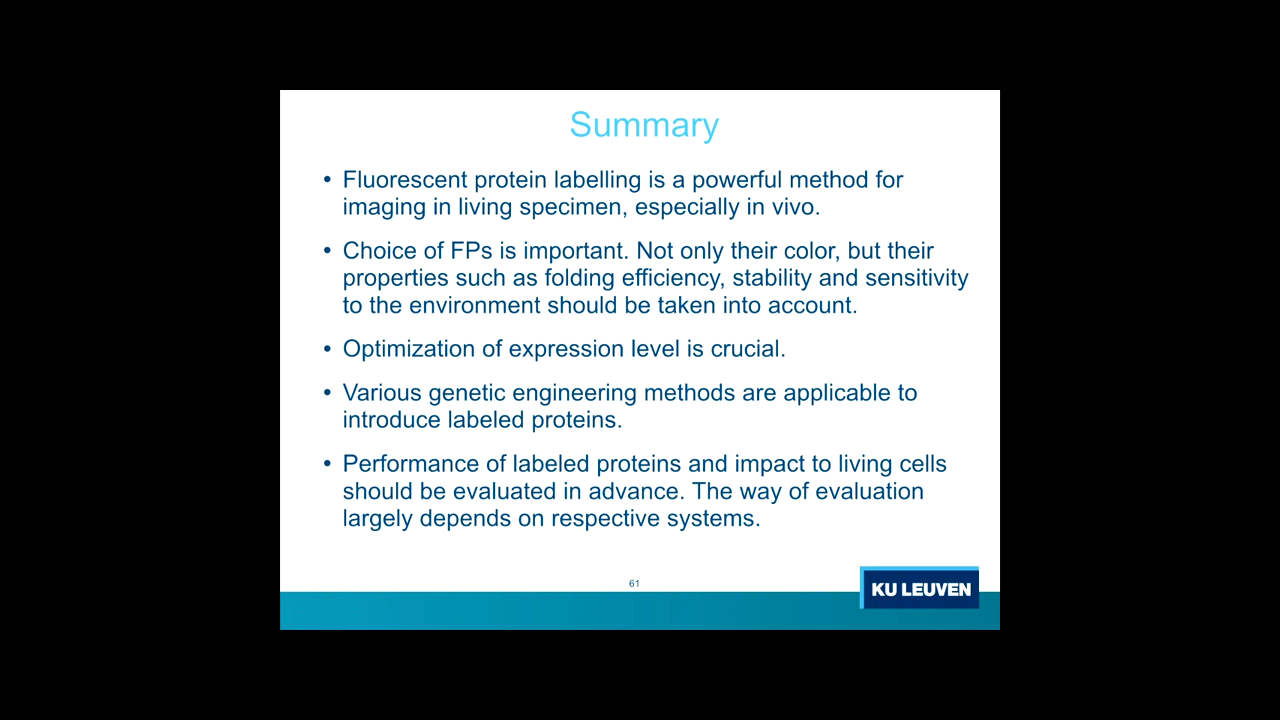 Summary
• Fluorescent protein labelling is a powerful method for
imaging in living specimen, especially in vivo.
• Choice of FPs is important. Not only their color, but their
properties such as folding efficiency, stability and sensitivity
to the environment should be taken into account.
• Optimization of expression level is crucial.
• Various genetic engineering methods are applicable to
introduce labeled proteins.
• Performance of labeled proteins and impact to living cells
should be evaluated in advance. The way of evaluation
largely depends on respective systems.
61
KU LEUVEN